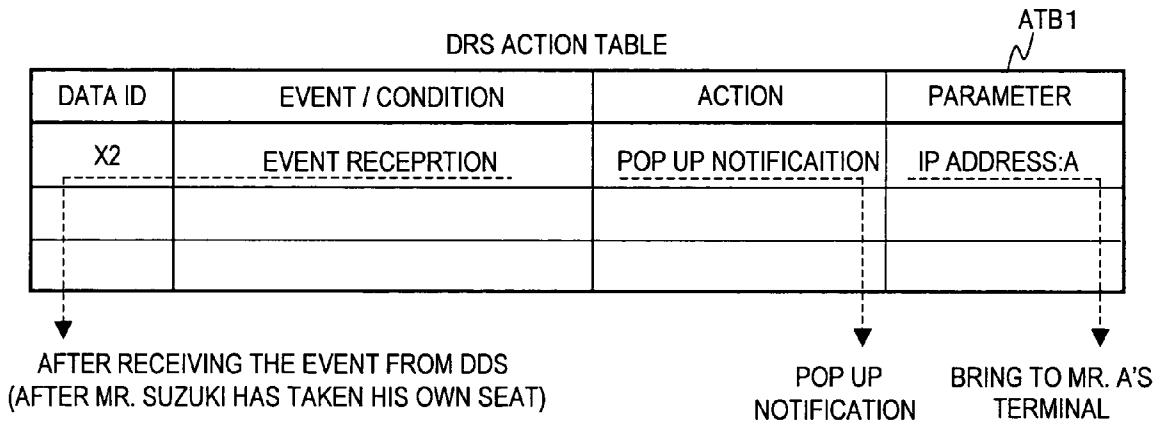 ATB1
DRS ACTION TABLE
DATA ID EVENT / CONDITION ACTION PARAMETER
X2 EVENT RECEPRTION POP UP NOTIFICAITION IP ADDRESS:A
AFTER RECEIVING THE EVENT FROM DDS
(AFTER MR. SUZUKI HAS TAKEN HIS OWN SEAT)
POP UP
NOTIFICATION
BRING TO MR. A'S
TERMINAL